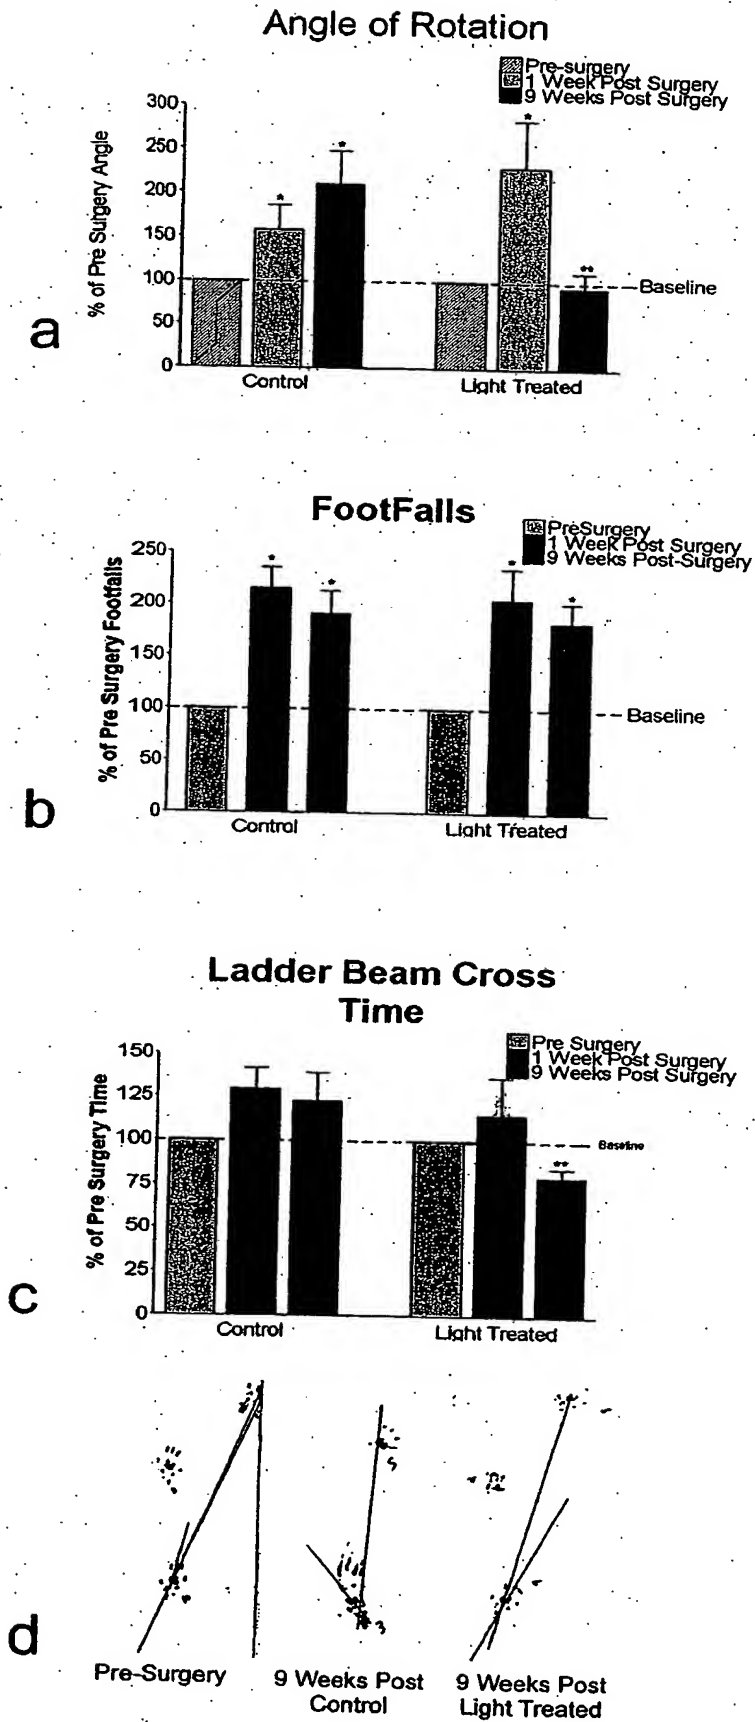 Angle of Rotation
Pre-surgery
1 Week Post Surgery
9 Weeks Post Surgery
% of Pre Surgery Angle
300
250
200
150
100
50
0
*
*
*
**
Baseline
a
Control
Light Treated
FootFalls
PreSurgery
1 Week Post Surgery
9 Weeks Post-Surgery
% of Pre Surgery Footfalls
250
200
150
100
50
0
*
*
*
*
Baseline
b
Control
Light Treated
Ladder Beam Cross
Time
Pre Surgery
1 Week Post Surgery
9 Weeks Post Surgery
% of Pre Surgery Time
150
125
100
75
50
25
0
**
Baseline
c
Control
Light Treated
d
Pre-Surgery
9 Weeks Post
Control
9 Weeks Post
Light Treated